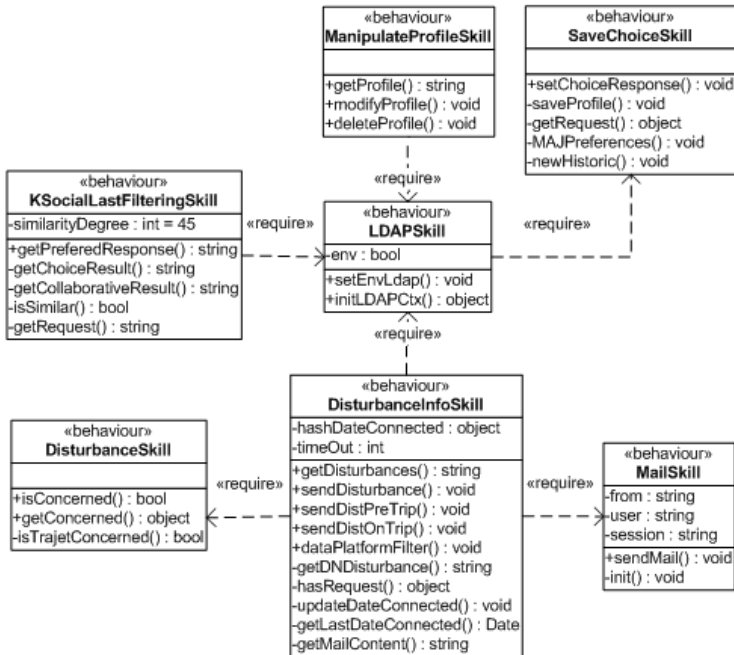 «behaviour»
ManipulateProfileSkill
+getProfile() : string
+modifyProfile() : void
+deleteProfile() : void
«behaviour»
SaveChoiceSkill
+setChoiceResponse() : void
-saveProfile() : void
-getRequest() : object
-MAJPreferences() : void
-newHistoric() : void
«require»
«behaviour»
KSocialLastFilteringSkill
-similarityDegree : int = 45
+getPreferedResponse() : string
-getChoiceResult() : string
-getCollaborativeResult() : string
-isSimilar() : bool
-getRequest() : string
«require»
«behaviour»
LDAPSkill
-env : bool
+setEnvLdap() : void
+initLDAPCtx() : object
«require»
«require»
«behaviour»
DisturbanceInfoSkill
-hashDateConnected : object
-timeOut : int
+getDisturbances() : string
+sendDisturbance() : void
+sendDistPreTrip() : void
+sendDistOnTrip() : void
+dataPlatformFilter() : void
-getDNDisturbance() : string
-hasRequest() : object
-updateDateConnected() : void
-getLastDateConnected() : Date
-getMailContent() : string
«behaviour»
DisturbanceSkill
+isConcerned() : bool
+getConcerned() : object
-isTrajetConcerned() : bool
«require»
«require»
«behaviour»
MailSkill
-from : string
-user : string
-session : string
+sendMail() : void
-init() : void